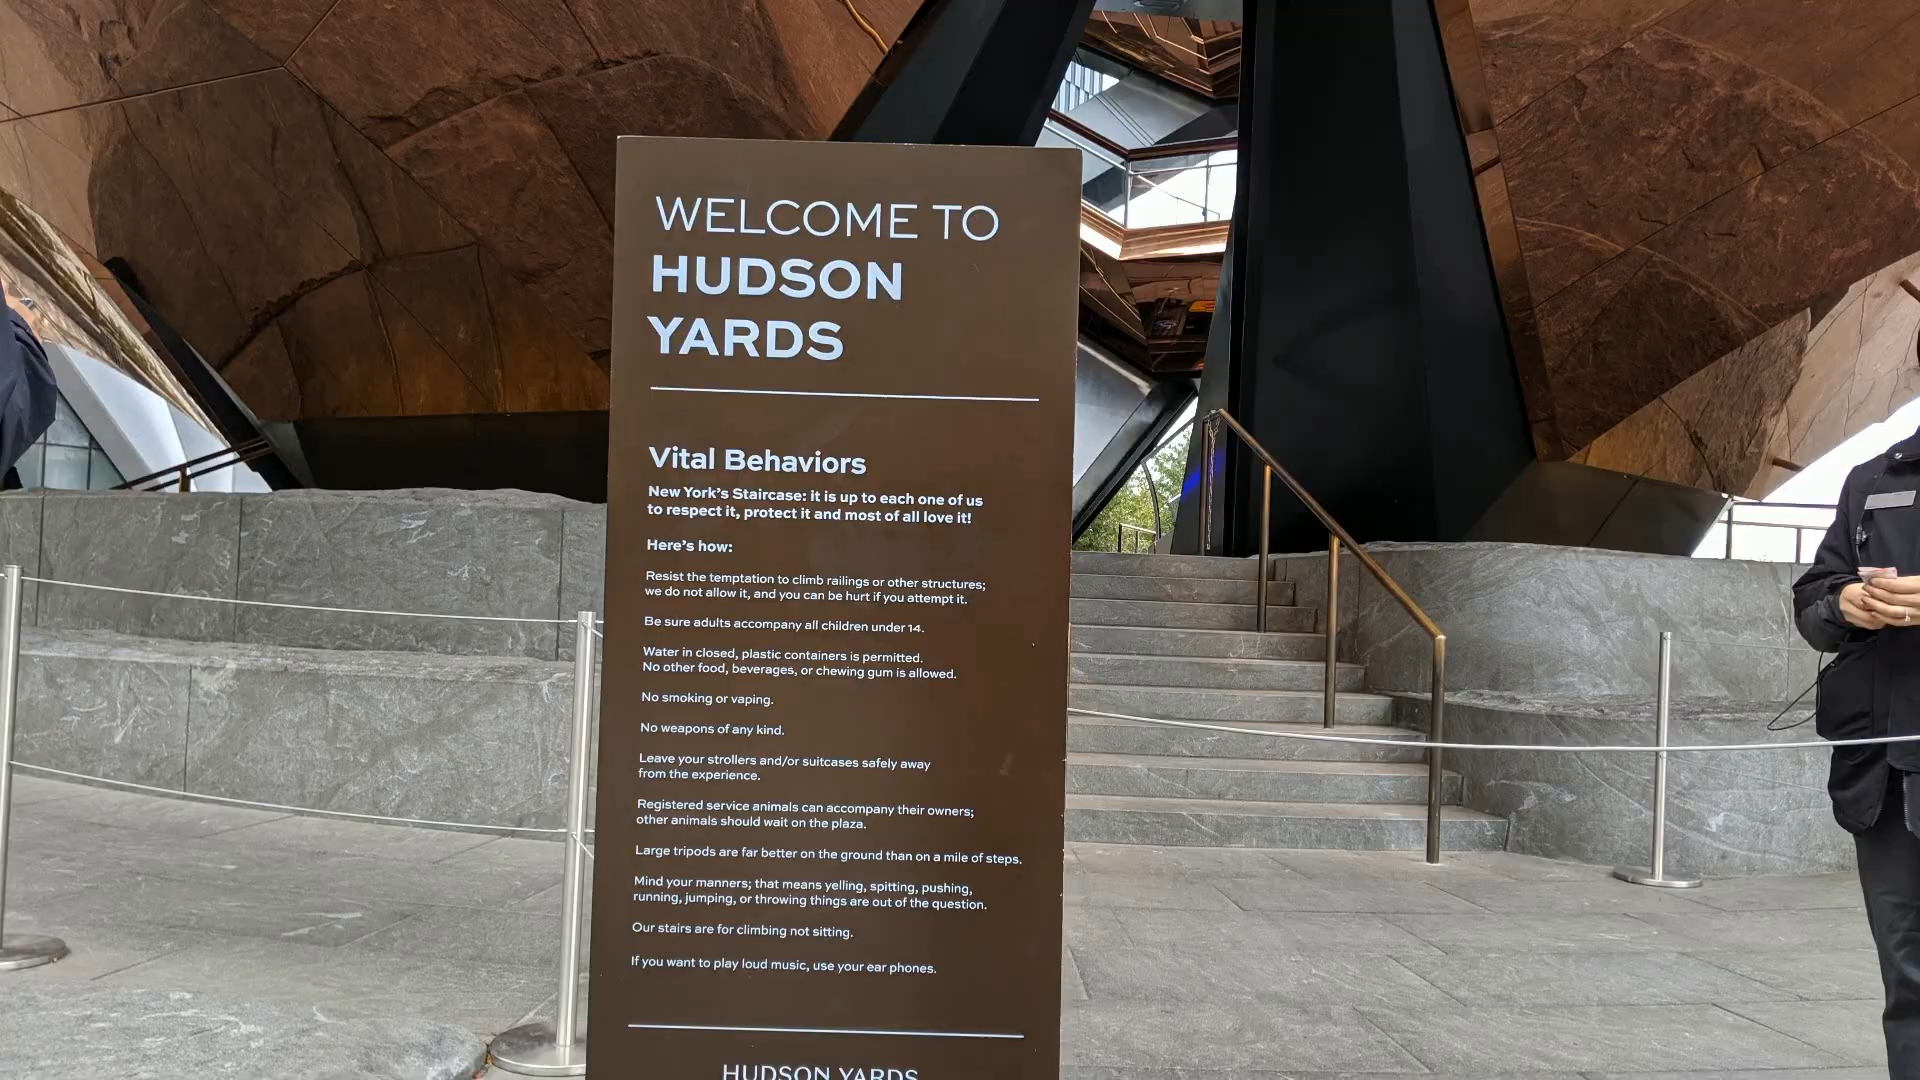 WELCOME TO
HUDSON
YARDS
Vital Behaviors
New York's Staircase: it is up to each one of us
to respect it, protect it and most of all love it!
Here's how:
Resist the temptation to climb railings or other structures;
we do not allow it, and you can be hurt if you attempt it.
Be sure adults accompany all children under 14.
Water in closed, plastic containers is permitted.
No other food, beverages, or chewing gum is allowed.
No smoking or vaping.
No weapons of any kind.
Leave your strollers and/or suitcases safely away
from the experience.
Registered service animals can accompany their owners;
other animals should wait on the plaza.
Large tripods are far better on the ground than on a mile of steps.
Mind your manners; that means yelling, spitting, pushing,
running, jumping, or throwing things are out of the question.
Our stairs are for climbing not sitting.
If you want to play loud music, use your ear phones.
HUDSON YARDS